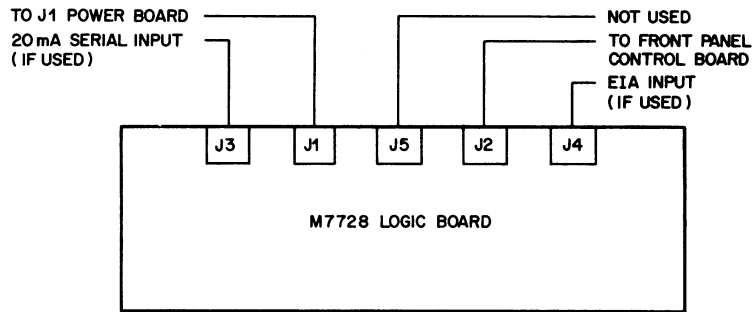 TO J1 POWER BOARD
20 mA SERIAL INPUT
(IF USED)
NOT USED
TO FRONT PANEL
CONTROL BOARD
EIA INPUT
(IF USED)
J3
J1
J5
J2
J4
M7728 LOGIC BOARD